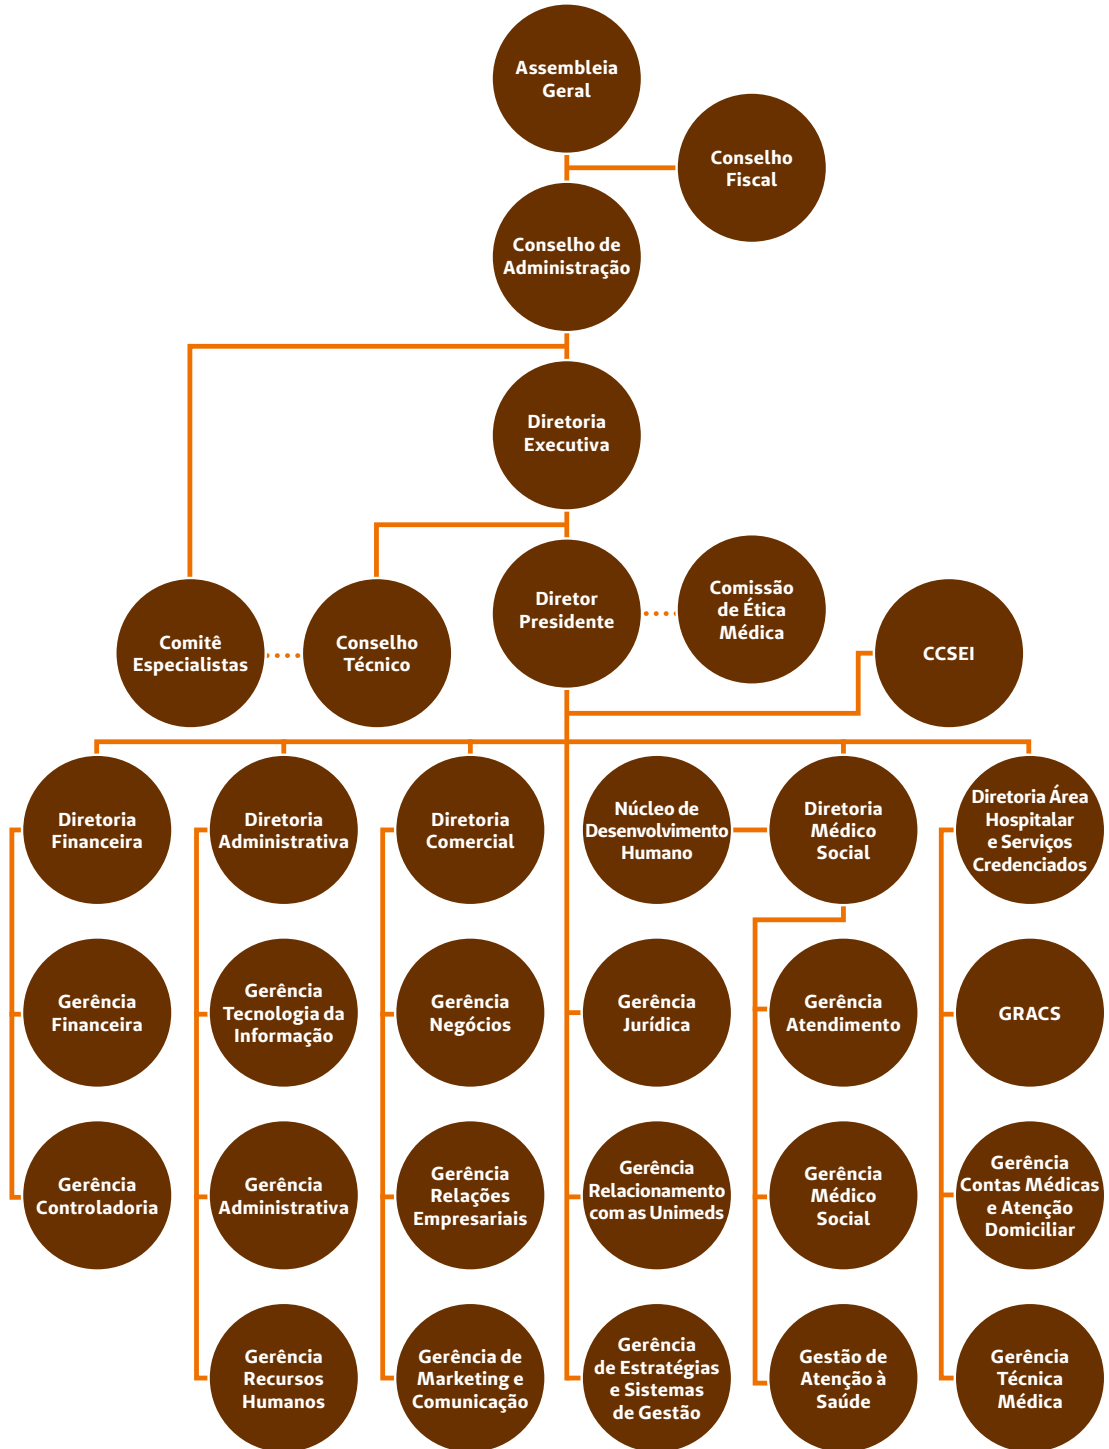 Assembleia
Geral
Conselho
Fiscal
Conselho de
Administração
Diretoria
Executiva
Comitê
Especialistas
Conselho
Técnico
Diretor
Presidente
Comissão
de Ética
Médica
CCSEI
Diretoria
Financeira
Diretoria
Administrativa
Diretoria
Comercial
Núcleo de
Desenvolvimento
Humano
Diretoria
Médico
Social
Diretoria Área
Hospitalar
e Serviços
Credenciados
Gerência
Financeira
Gerência
Tecnologia da
Informação
Gerência
Negócios
Gerência
Jurídica
Gerência
Atendimento
GRACS
Gerência
Controladoria
Gerência
Administrativa
Gerência
Relações
Empresariais
Gerência
Relacionamento
com as Unimeds
Gerência
Médico
Social
Gerência
Contas Médicas
e Atenção
Domiciliar
Gerência
Recursos
Humanos
Gerência de
Marketing e
Comunicação
Gerência
de Estratégias
e Sistemas
de Gestão
Gestão de
Atenção à
Saúde
Gerência
Técnica
Médica